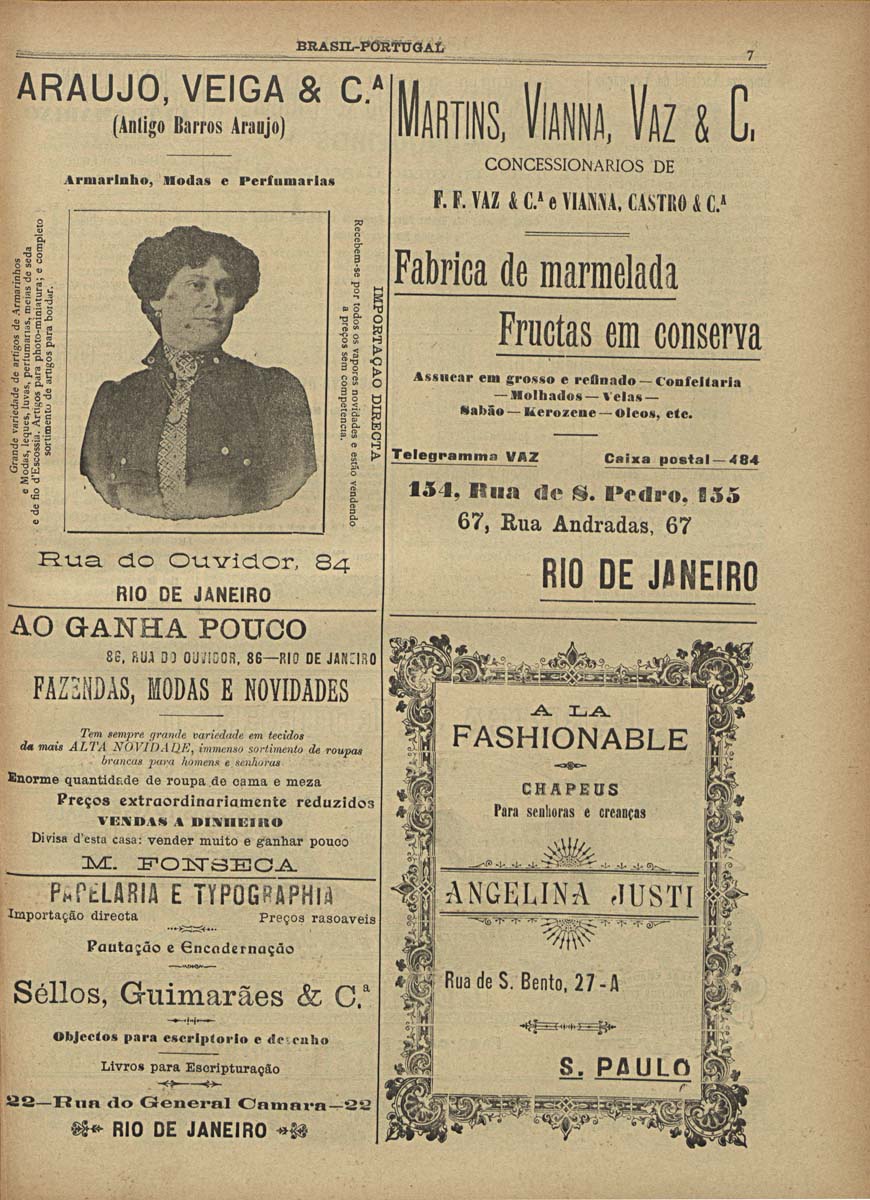 BRASIL-PORTUGAL
7
ARAUJO, VEIGA & C.ª
(Antigo Barros Araujo)
Armarinho, Modas e Perfumarias
Grande variedade de artigos de Armarinhos
e Modas, leques, luvas, perfumarias, meias de seda
e de fio d'Escossia. Artigos para photo-miniatura; e completo
sortimento de artigos para bordar.
IMPORTAÇAO DIRECTA
Recebem-se por todos os vapores novidades e estão vendendo
a preços sem competencia.
Rua do Ouvidor, 84
RIO DE JANEIRO
AO GANHA POUCO
86, RUA DO OUVIDOR, 86—RIO DE JANEIRO
FAZENDAS, MODAS E NOVIDADES
Tem sempre grande variedade em tecidos
da mais ALTA NOVIDADE, immenso sortimento de roupas
brancas para homens e senhoras
Enorme quantidade de roupa de cama e meza
Preços extraordinariamente reduzidos
VENDAS A DINHEIRO
Divisa d'esta casa: vender muito e ganhar pouco
M. FONSECA
PAPELARIA E TYPOGRAPHIA
Importação directa
Preços rasoaveis
Pautação e Encadernação
Séllos, Guimarães & C.ª
Objectos para escriptorio e desenho
Livros para Escripturação
22—Rua do General Camara—22
RIO DE JANEIRO
MARTINS, VIANNA, VAZ & C.
CONCESSIONARIOS DE
F. F. VAZ & C.ª e VIANNA, CASTRO & C.ª
Fabrica de marmelada
Fructas em conserva
Assucar em grosso e refinado — Confeitaria
— Molhados — Velas —
Sabão — Kerozene — Oleos, etc.
Telegramma VAZ
Caixa postal—484
154, Rua de S. Pedro, 155
67, Rua Andradas, 67
RIO DE JANEIRO
A LA
FASHIONABLE
CHAPEUS
Para senhoras e creanças
ANGELINA JUSTI
Rua de S. Bento, 27-A
S. PAULO